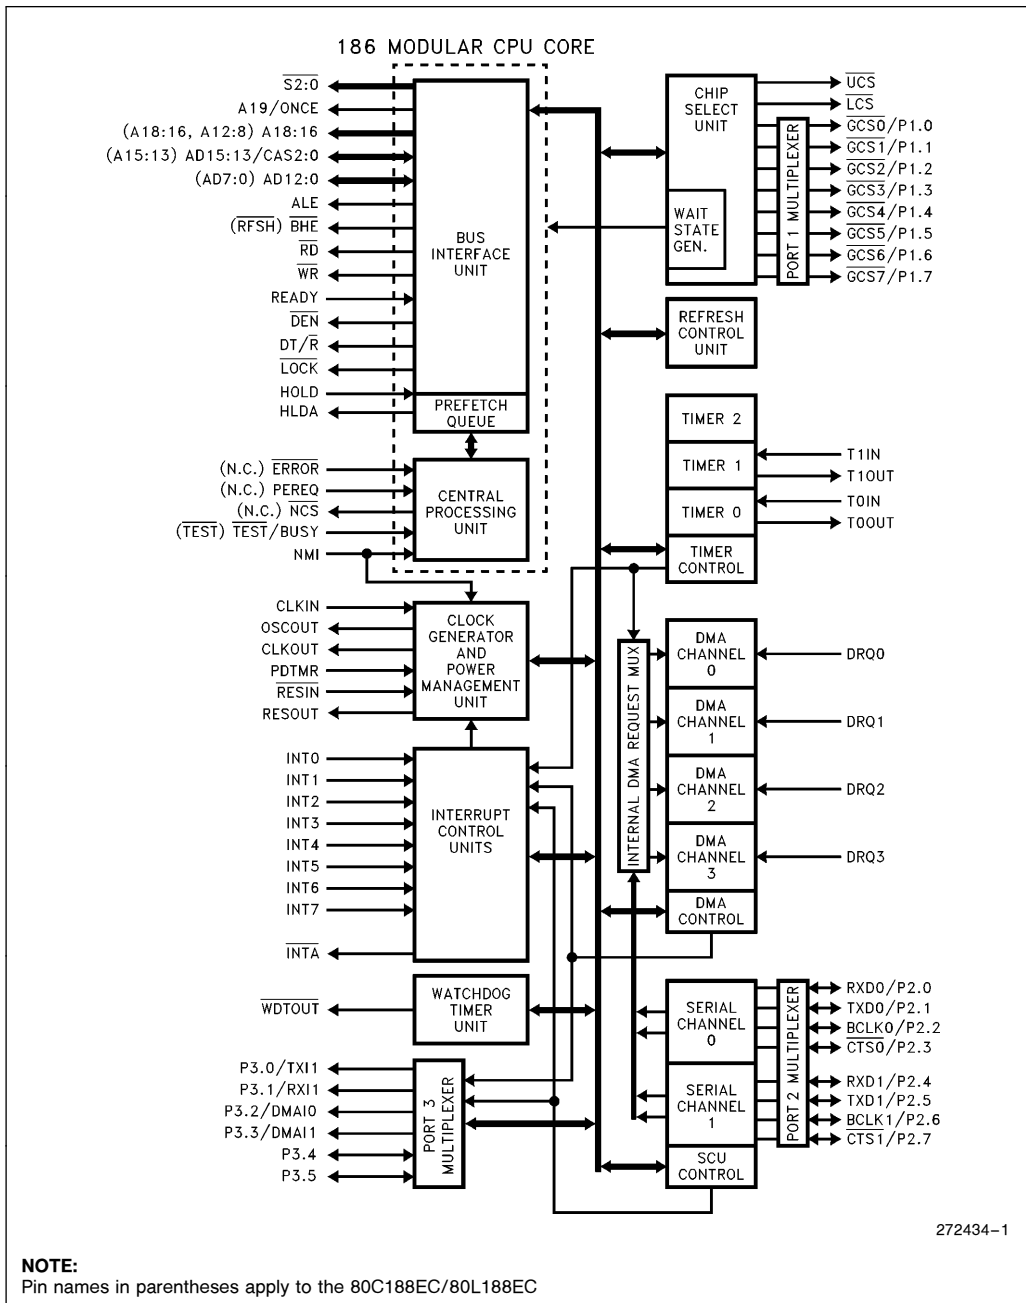 186 MODULAR CPU CORE
S2:0
A19/ONCE
(A18:16, A12:8) A18:16
(A15:13) AD15:13/CAS2:0
(AD7:0) AD12:0
ALE
(RFSH) BHE
RD
WR
READY
DEN
DT/R
LOCK
HOLD
HLDA
BUS
INTERFACE
UNIT
PREFETCH
QUEUE
(N.C.) ERROR
(N.C.) PEREQ
(N.C.) NCS
(TEST) TEST/BUSY
NMI
CENTRAL
PROCESSING
UNIT
CLKIN
OSCOUT
CLKOUT
PDTMR
RESIN
RESOUT
CLOCK
GENERATOR
AND
POWER
MANAGEMENT
UNIT
INT0
INT1
INT2
INT3
INT4
INT5
INT6
INT7
INTA
INTERRUPT
CONTROL
UNITS
WDTOUT
WATCHDOG
TIMER
UNIT
P3.0/TXI1
P3.1/RXI1
P3.2/DMAI0
P3.3/DMAI1
P3.4
P3.5
PORT 3
MULTIPLEXER
CHIP
SELECT
UNIT
WAIT
STATE
GEN.
PORT 1 MULTIPLEXER
UCS
LCS
GCS0/P1.0
GCS1/P1.1
GCS2/P1.2
GCS3/P1.3
GCS4/P1.4
GCS5/P1.5
GCS6/P1.6
GCS7/P1.7
REFRESH
CONTROL
UNIT
TIMER 2
TIMER 1
TIMER 0
TIMER
CONTROL
T1IN
T1OUT
T0IN
T0OUT
INTERNAL DMA REQUEST MUX
DMA
CHANNEL
0
DMA
CHANNEL
1
DMA
CHANNEL
2
DMA
CHANNEL
3
DMA
CONTROL
DRQ0
DRQ1
DRQ2
DRQ3
SERIAL
CHANNEL
0
SERIAL
CHANNEL
1
SCU
CONTROL
PORT 2 MULTIPLEXER
RXD0/P2.0
TXD0/P2.1
BCLK0/P2.2
CTS0/P2.3
RXD1/P2.4
TXD1/P2.5
BCLK1/P2.6
CTS1/P2.7
272434-1
NOTE:
Pin names in parentheses apply to the 80C188EC/80L188EC